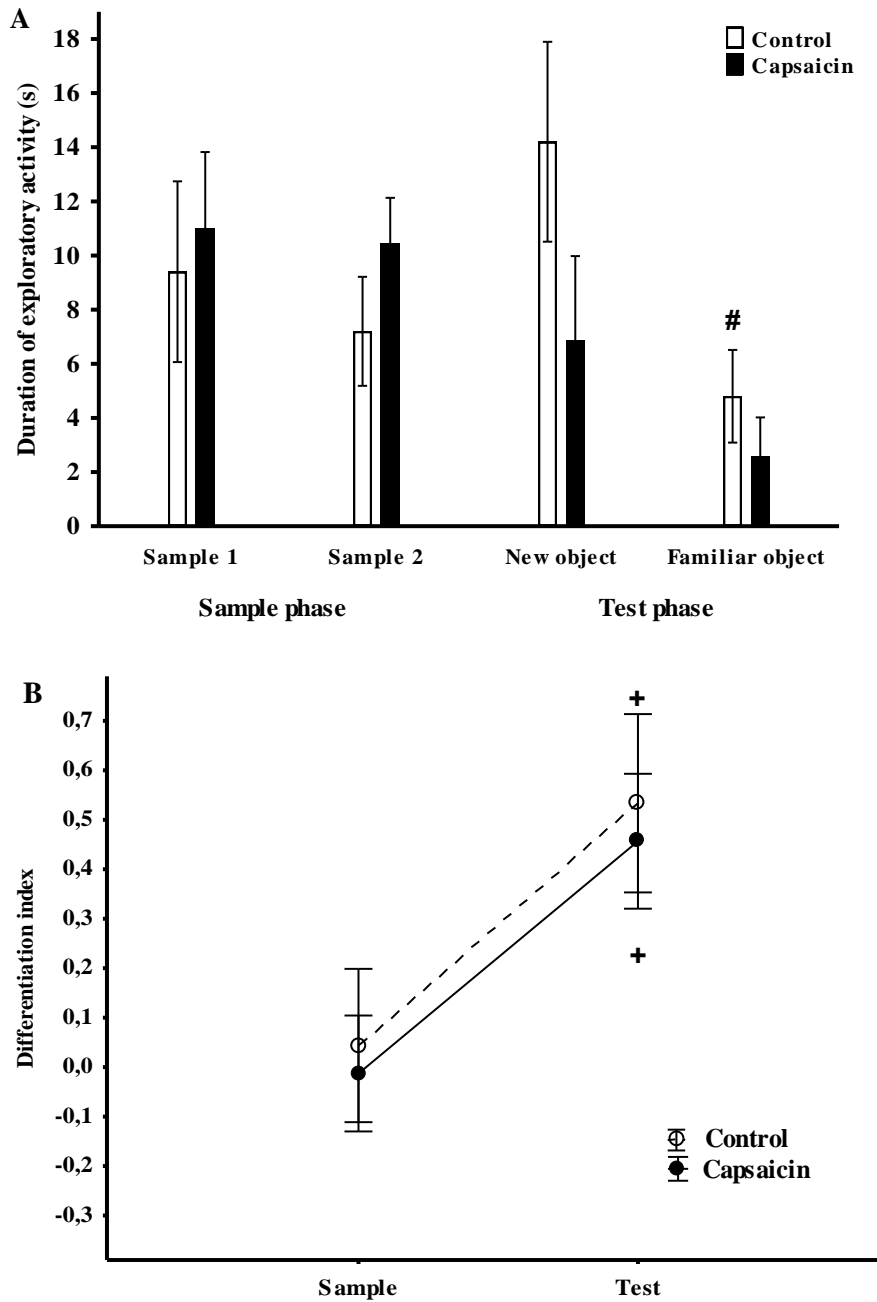 A
Control
Capsaicin
Duration of exploratory activity (s)
18
16
14
12
10
8
6
4
2
0
#
Sample 1 Sample 2 New object Familiar object
Sample phase Test phase
B
Differentiation index
0,7
0,6
0,5
0,4
0,3
0,2
0,1
0,0
-0,1
-0,2
-0,3
+
+
Control
Capsaicin
Sample Test